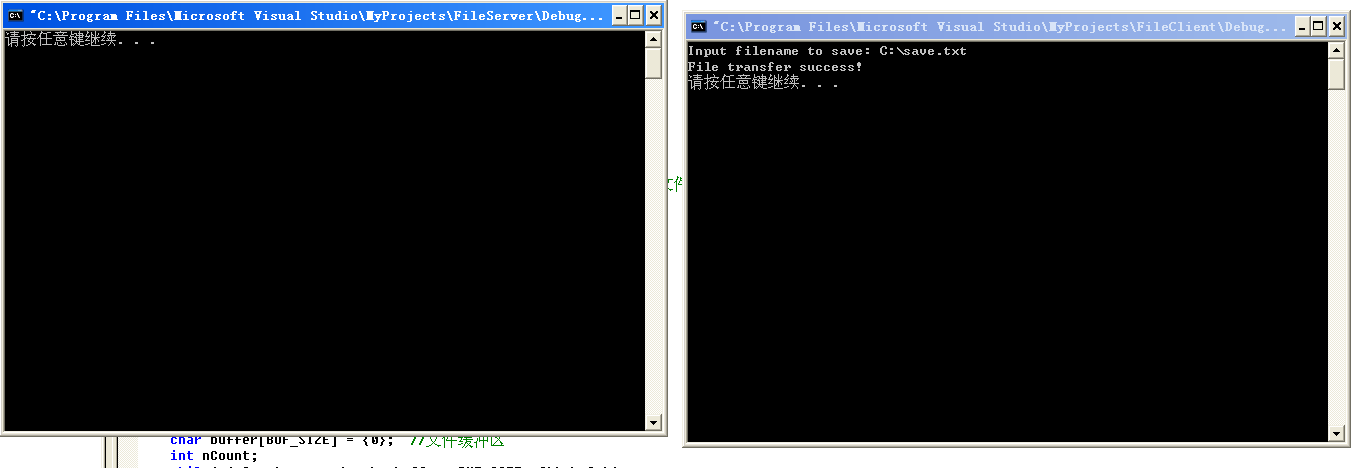 "C:\Program Files\Microsoft Visual Studio\MyProjects\FileServer\Debug...
请按任意键继续. . .
"C:\Program Files\Microsoft Visual Studio\MyProjects\FileClient\Debug...
Input filename to save: C:\save.txt
File transfer success!
请按任意键继续. . .
char buffer[BUF_SIZE] = {0};  //文件缓冲区
int nCount;